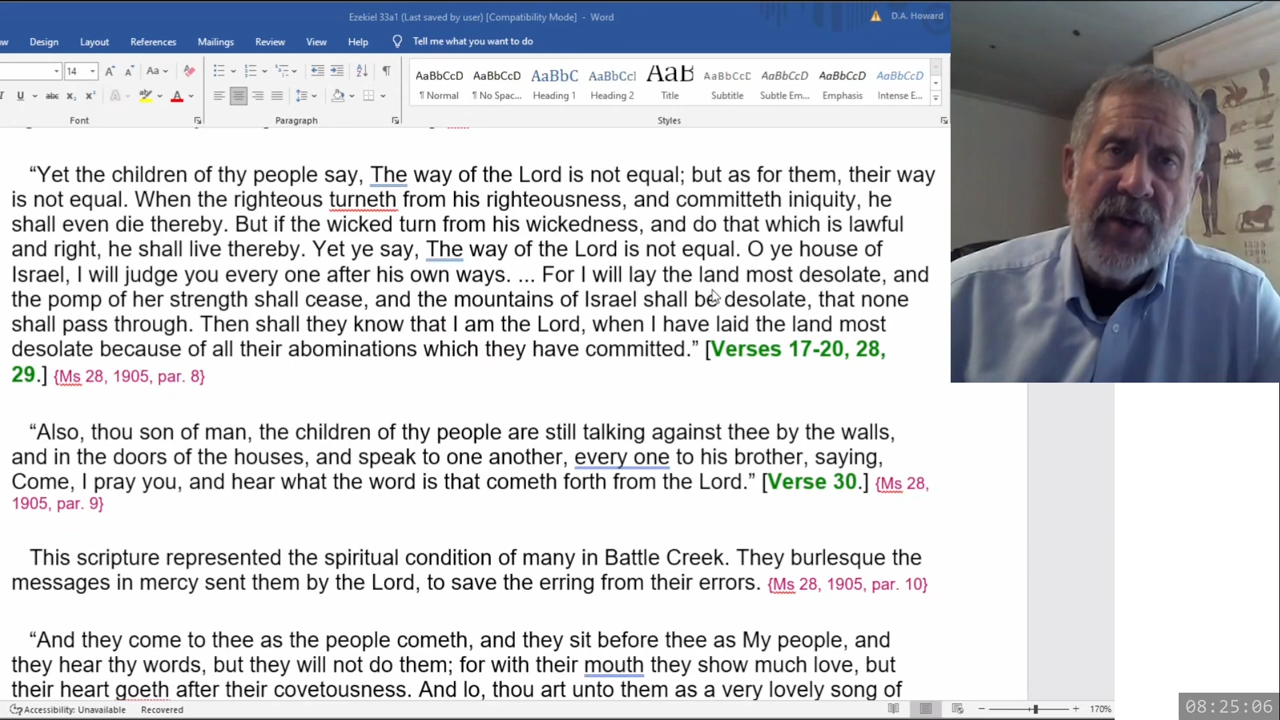 Ezekiel 33a1 (Last saved by user) [Compatibility Mode] - Word
D.A. Howard
Design Layout References Mailings Review View Help Tell me what you want to do
14
Aa
U abc x₂ x² A A
AaBbCcD AaBbCcD AaBbC AaBbCcI AaB AaBbCcD AaBbCcD AaBbCcD AaBbCcD
¶ Normal ¶ No Spac... Heading 1 Heading 2 Title Subtitle Subtle Em... Emphasis Intense E...
Font Paragraph Styles
“Yet the children of thy people say, The way of the Lord is not equal; but as for them, their way
is not equal. When the righteous turneth from his righteousness, and committeth iniquity, he
shall even die thereby. But if the wicked turn from his wickedness, and do that which is lawful
and right, he shall live thereby. Yet ye say, The way of the Lord is not equal. O ye house of
Israel, I will judge you every one after his own ways. ... For I will lay the land most desolate, and
the pomp of her strength shall cease, and the mountains of Israel shall be desolate, that none
shall pass through. Then shall they know that I am the Lord, when I have laid the land most
desolate because of all their abominations which they have committed.” [Verses 17-20, 28,
29.] {Ms 28, 1905, par. 8}
“Also, thou son of man, the children of thy people are still talking against thee by the walls,
and in the doors of the houses, and speak to one another, every one to his brother, saying,
Come, I pray you, and hear what the word is that cometh forth from the Lord.” [Verse 30.] {Ms 28,
1905, par. 9}
This scripture represented the spiritual condition of many in Battle Creek. They burlesque the
messages in mercy sent them by the Lord, to save the erring from their errors. {Ms 28, 1905, par. 10}
“And they come to thee as the people cometh, and they sit before thee as My people, and
they hear thy words, but they will not do them; for with their mouth they show much love, but
their heart goeth after their covetousness. And lo, thou art unto them as a very lovely song of
Accessibility: Unavailable Recovered
170%
08:25:06